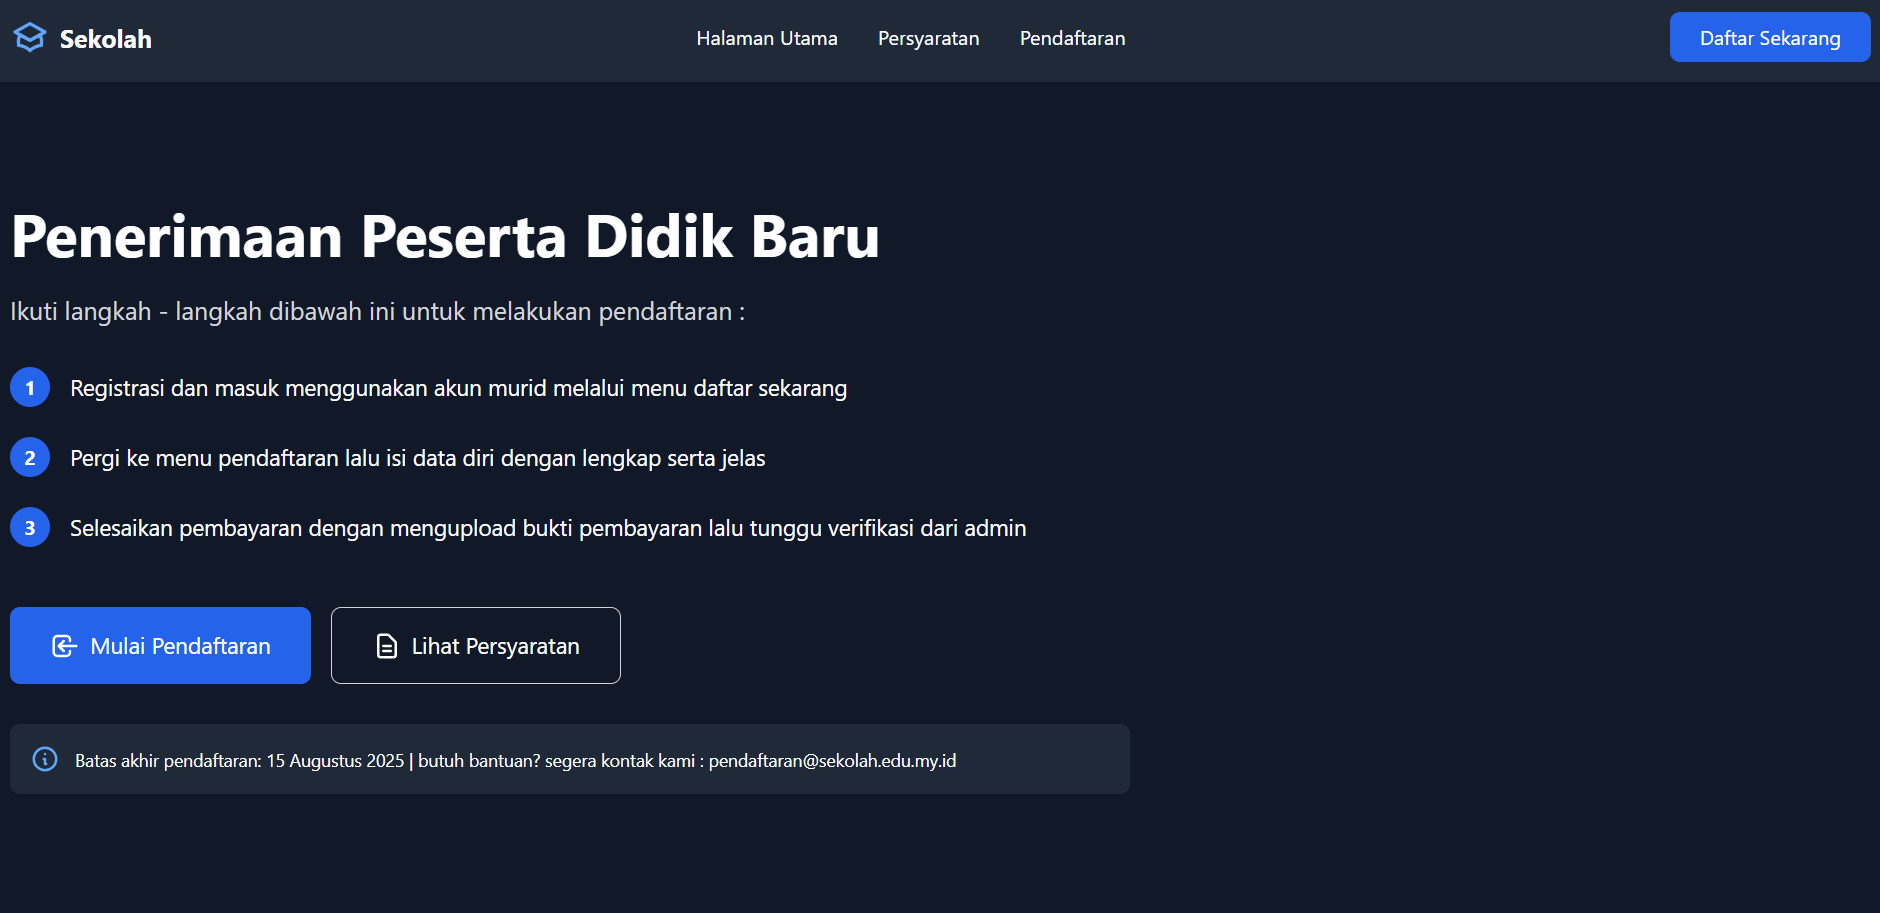 Sekolah
Halaman Utama
Persyaratan
Pendaftaran
Daftar Sekarang
Penerimaan Peserta Didik Baru
Ikuti langkah - langkah dibawah ini untuk melakukan pendaftaran :
1 Registrasi dan masuk menggunakan akun murid melalui menu daftar sekarang
2 Pergi ke menu pendaftaran lalu isi data diri dengan lengkap serta jelas
3 Selesaikan pembayaran dengan mengupload bukti pembayaran lalu tunggu verifikasi dari admin
Mulai Pendaftaran
Lihat Persyaratan
Batas akhir pendaftaran: 15 Augustus 2025 | butuh bantuan? segera kontak kami : pendaftaran@sekolah.edu.my.id